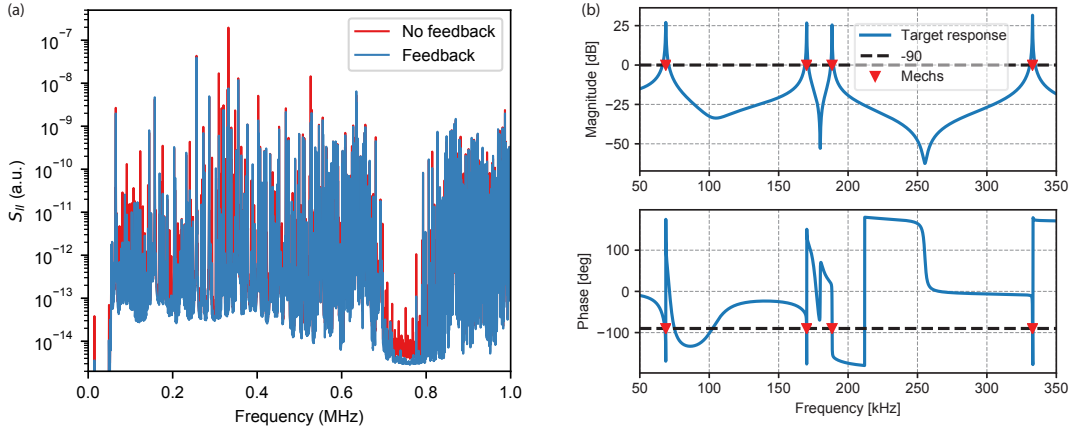 (a)
No feedback
Feedback
10⁻⁷
10⁻⁸
10⁻⁹
10⁻¹⁰
10⁻¹¹
10⁻¹²
10⁻¹³
10⁻¹⁴
S_II (a.u.)
0.0 0.2 0.4 0.6 0.8 1.0
Frequency (MHz)
(b)
Target response
-90
Mechs
25
0
−25
−50
Magnitude [dB]
50 100 150 200 250 300 350
100
0
−100
Phase [deg]
50 100 150 200 250 300 350
Frequency [kHz]